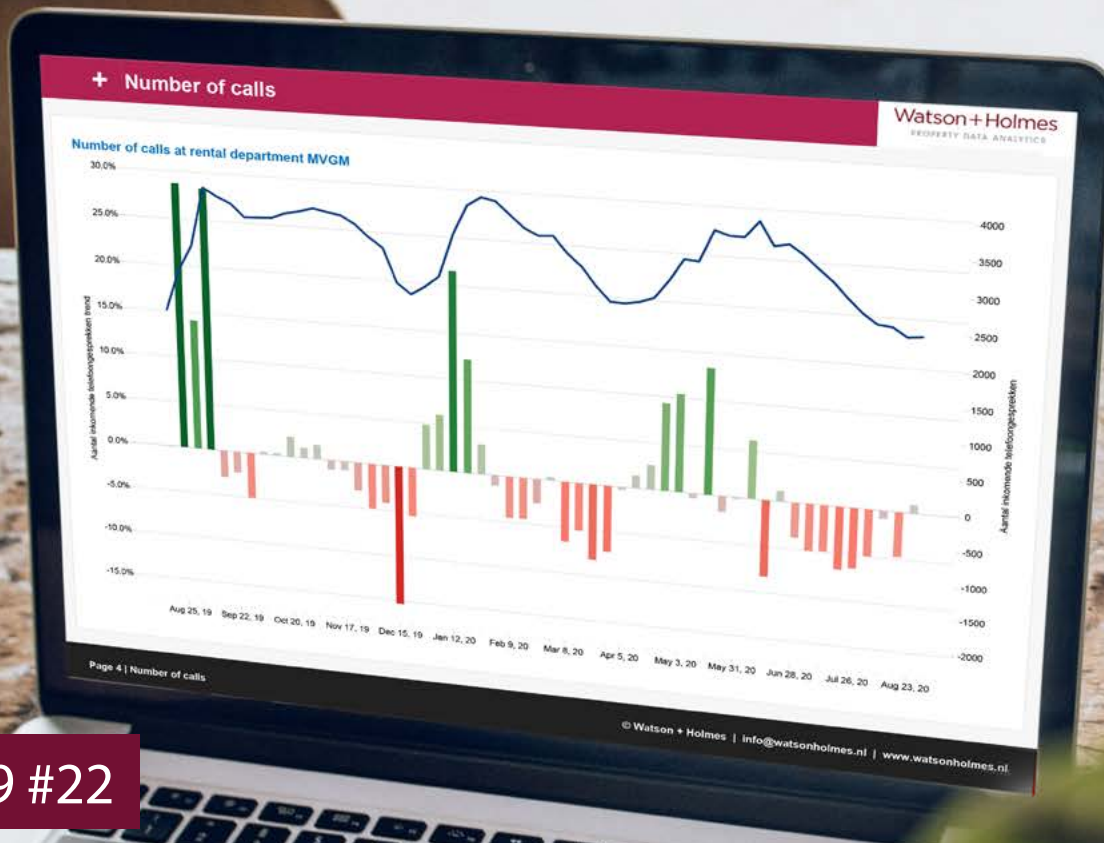 + Number of calls
Watson+Holmes
PROPERTY DATA ANALYTICS
Number of calls at rental department MVGM
30.0%
25.0%
20.0%
15.0%
10.0%
5.0%
0.0%
-5.0%
-10.0%
-15.0%
Aantal inkomende telefoongesprekken trend
4000
3500
3000
2500
2000
1500
1000
500
0
-500
-1000
-1500
-2000
Aantal inkomende telefoongesprekken
Aug 25, 19 Sep 22, 19 Oct 20, 19 Nov 17, 19 Dec 15, 19 Jan 12, 20 Feb 9, 20 Mar 8, 20 Apr 5, 20 May 3, 20 May 31, 20 Jun 28, 20 Jul 26, 20 Aug 23, 20
Page 4 | Number of calls
© Watson + Holmes | info@watsonholmes.nl | www.watsonholmes.nl
9 #22